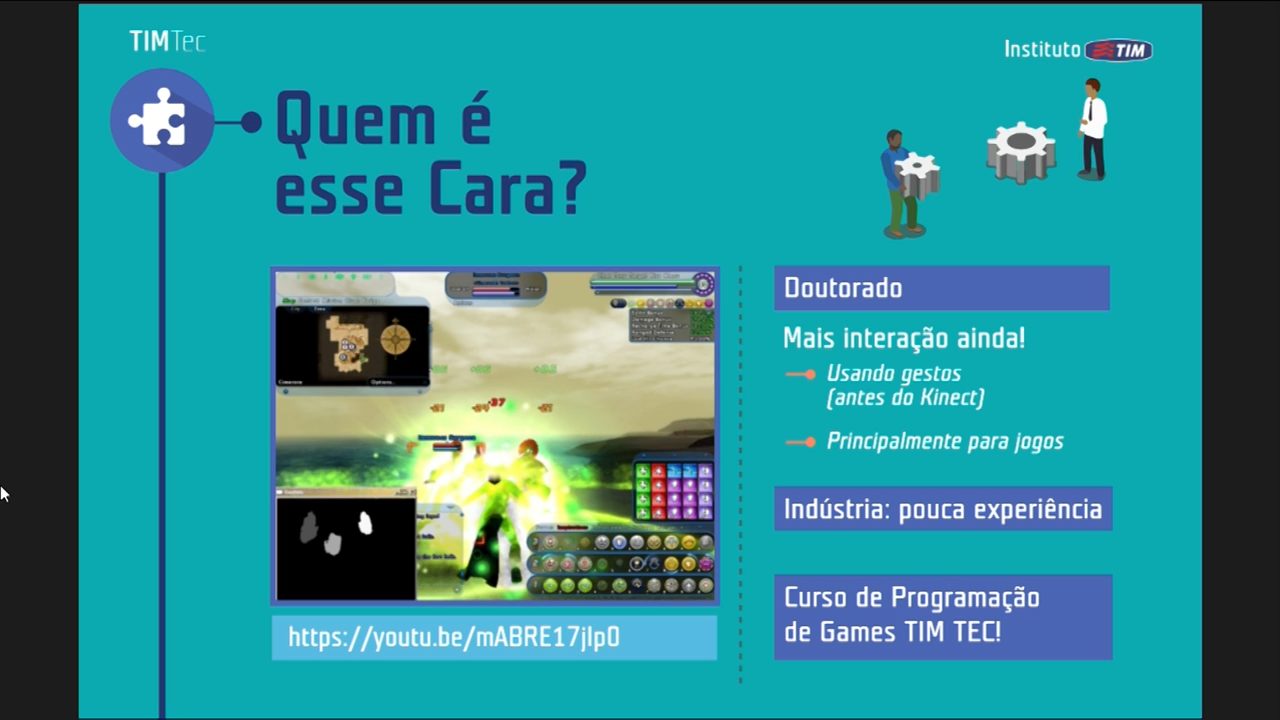 TIMTec
Instituto TIM
Quem é
esse Cara?
Doutorado
Mais interação ainda!
Usando gestos
(antes do Kinect)
Principalmente para jogos
Indústria: pouca experiência
Curso de Programação
de Games TIM TEC!
-37
https://youtu.be/mABRE17jlp0